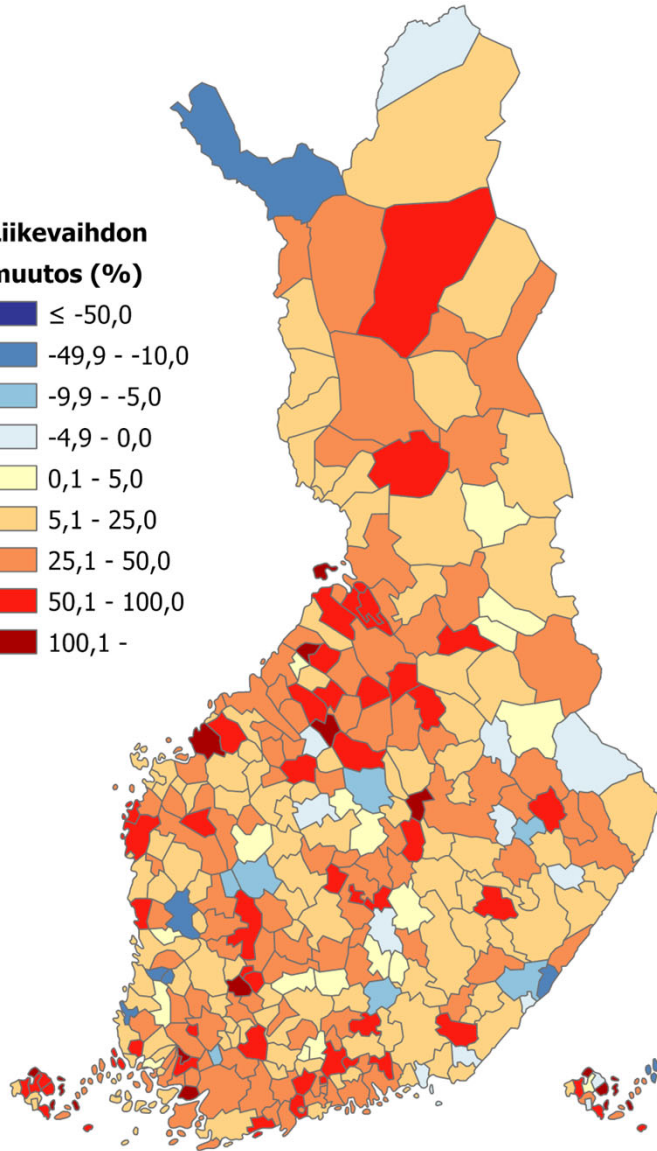 iikevaihdon
nuutos (%)
≤ -50,0
-49,9 - -10,0
-9,9 - -5,0
-4,9 - 0,0
0,1 - 5,0
5,1 - 25,0
25,1 - 50,0
50,1 - 100,0
100,1 -